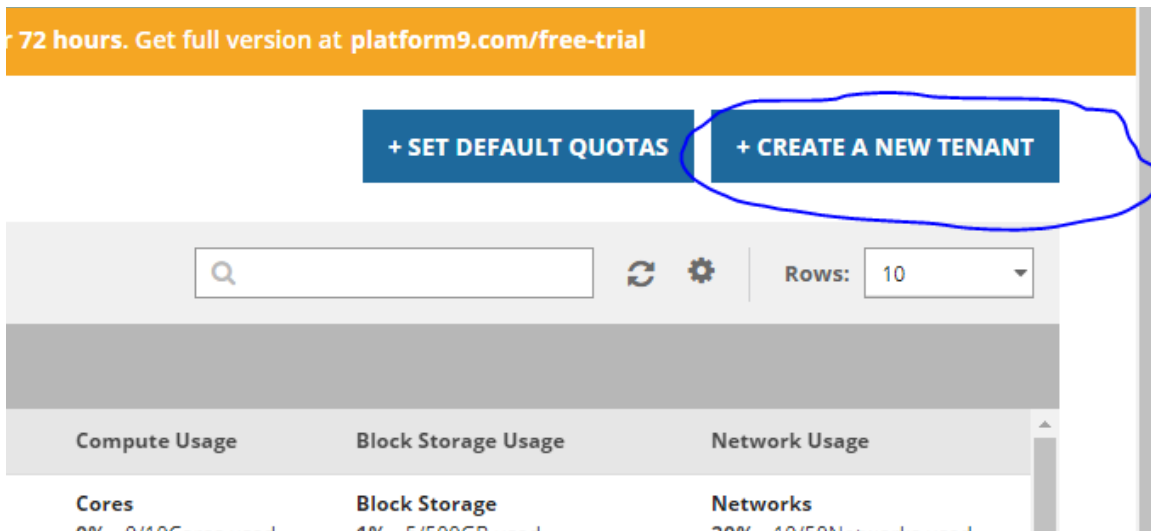 72 hours. Get full version at platform9.com/free-trial
+ SET DEFAULT QUOTAS
+ CREATE A NEW TENANT
Rows: 10
Compute Usage Block Storage Usage Network Usage
Cores Block Storage Networks